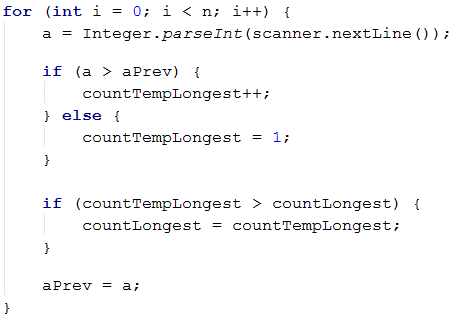 for (int i = 0; i < n; i++) {
    a = Integer.parseInt(scanner.nextLine());
    if (a > aPrev) {
        countTempLongest++;
    } else {
        countTempLongest = 1;
    }
    if (countTempLongest > countLongest) {
        countLongest = countTempLongest;
    }
    aPrev = a;
}